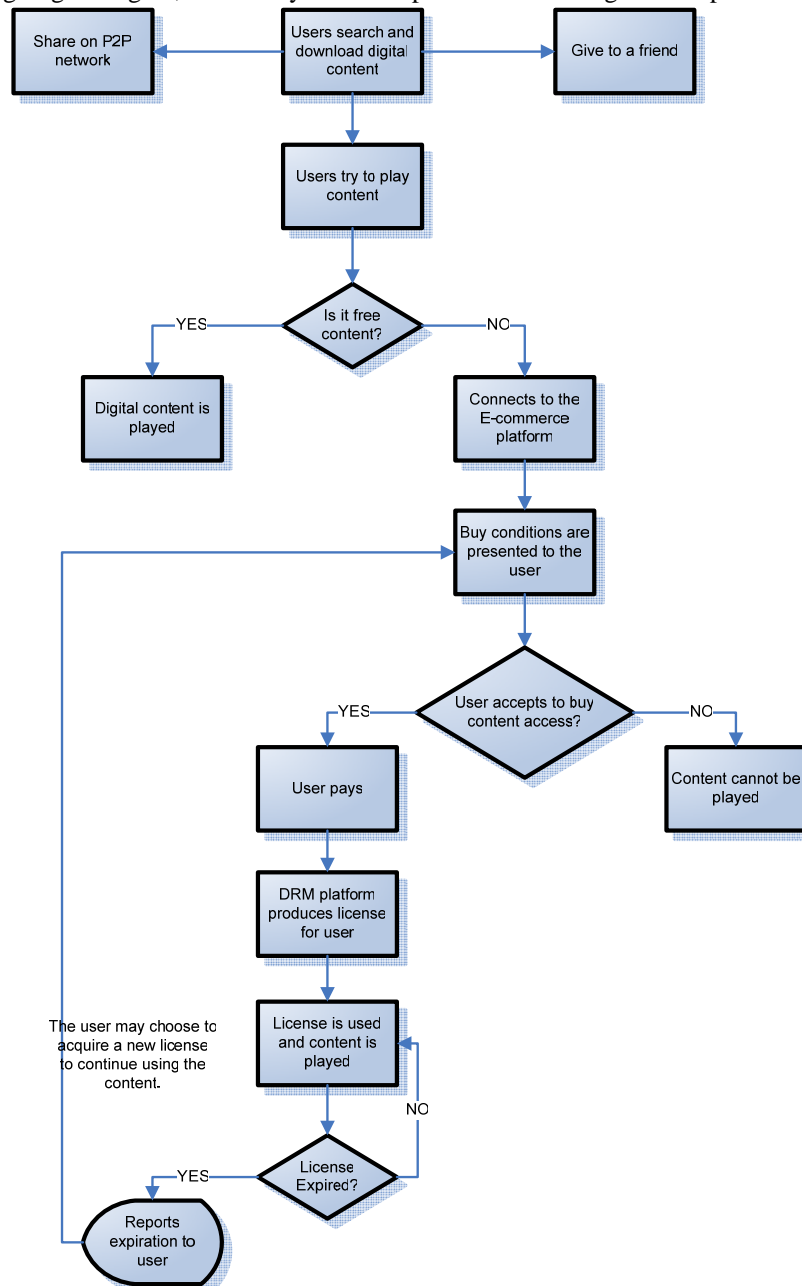 Share on P2P
network
Users search and
download digital
content
Give to a friend
Users try to play
content
Is it free
content?
YES
NO
Digital content is
played
Connects to the
E-commerce
platform
Buy conditions are
presented to the
user
User accepts to buy
content access?
YES
NO
User pays
Content cannot be
played
DRM platform
produces license
for user
The user may choose to
acquire a new license
to continue using the
content.
License is used
and content is
played
NO
License
Expired?
YES
Reports
expiration to
user